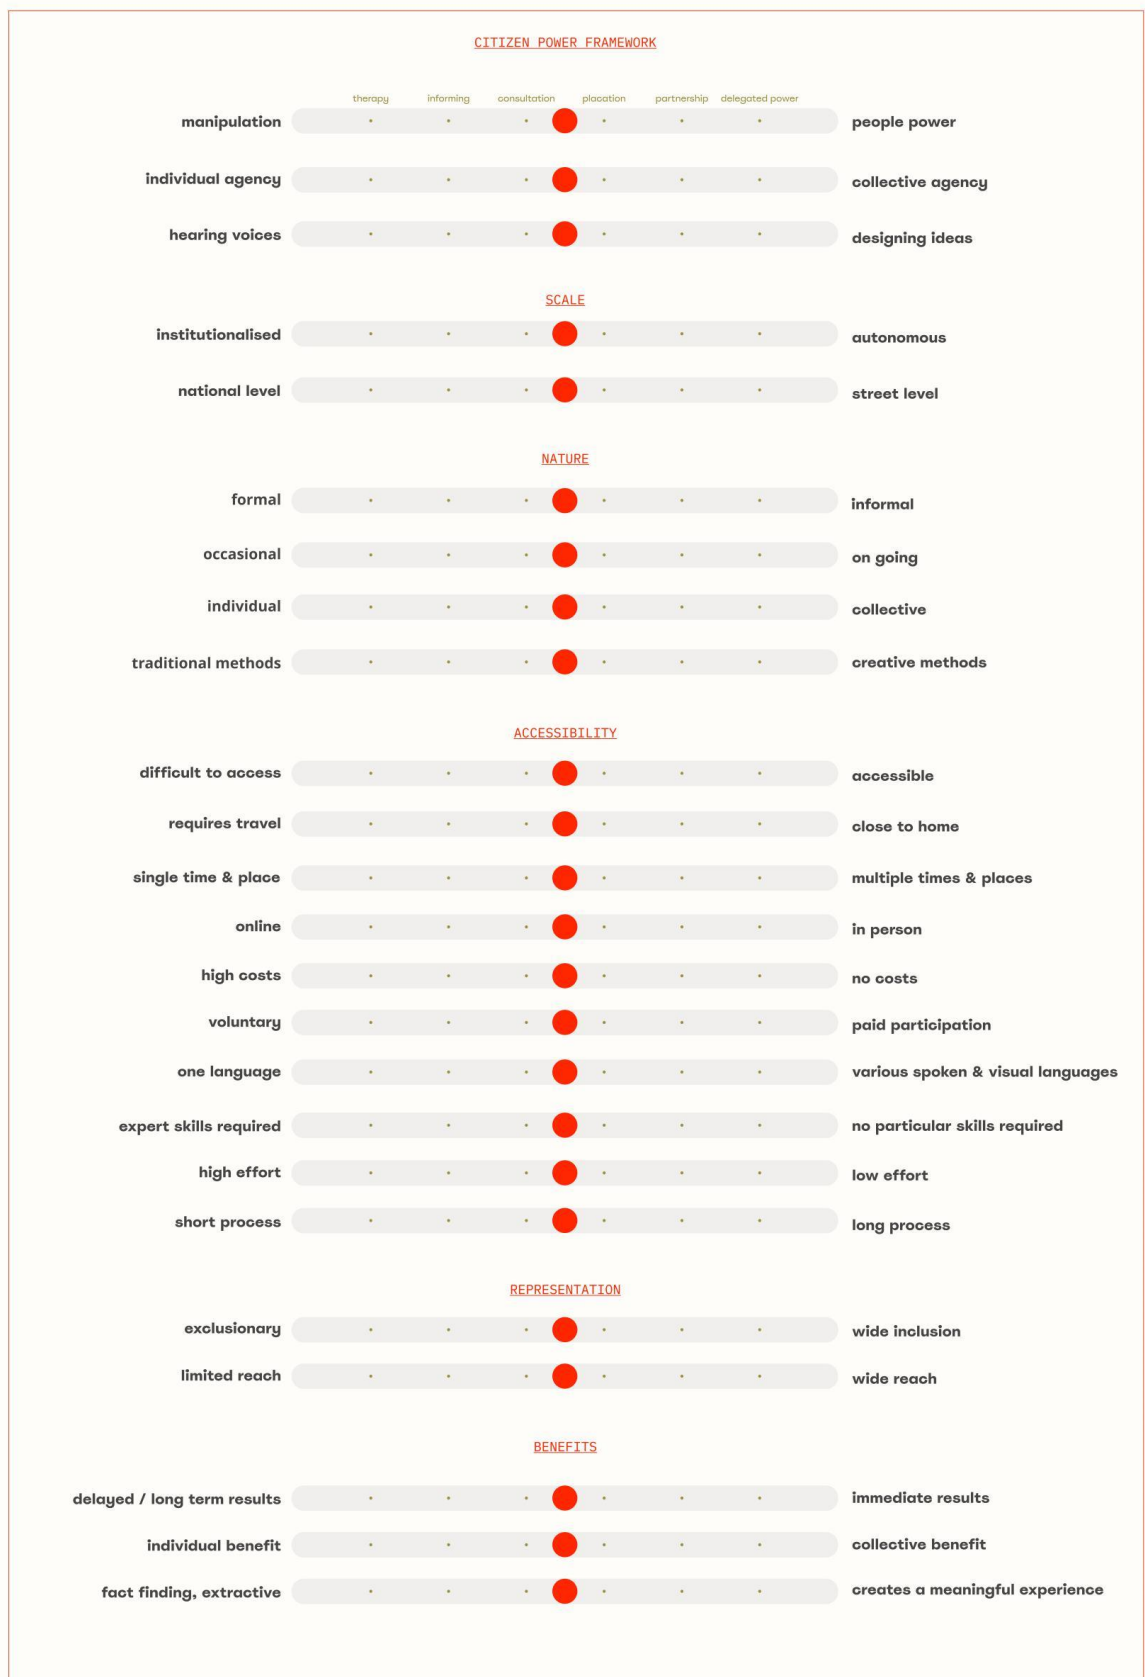 CITIZEN POWER FRAMEWORK
therapy informing consultation placation partnership delegated power
manipulation people power
individual agency collective agency
hearing voices designing ideas
SCALE
institutionalised autonomous
national level street level
NATURE
formal informal
occasional on going
individual collective
traditional methods creative methods
ACCESSIBILITY
difficult to access accessible
requires travel close to home
single time & place multiple times & places
online in person
high costs no costs
voluntary paid participation
one language various spoken & visual languages
expert skills required no particular skills required
high effort low effort
short process long process
REPRESENTATION
exclusionary wide inclusion
limited reach wide reach
BENEFITS
delayed / long term results immediate results
individual benefit collective benefit
fact finding, extractive creates a meaningful experience